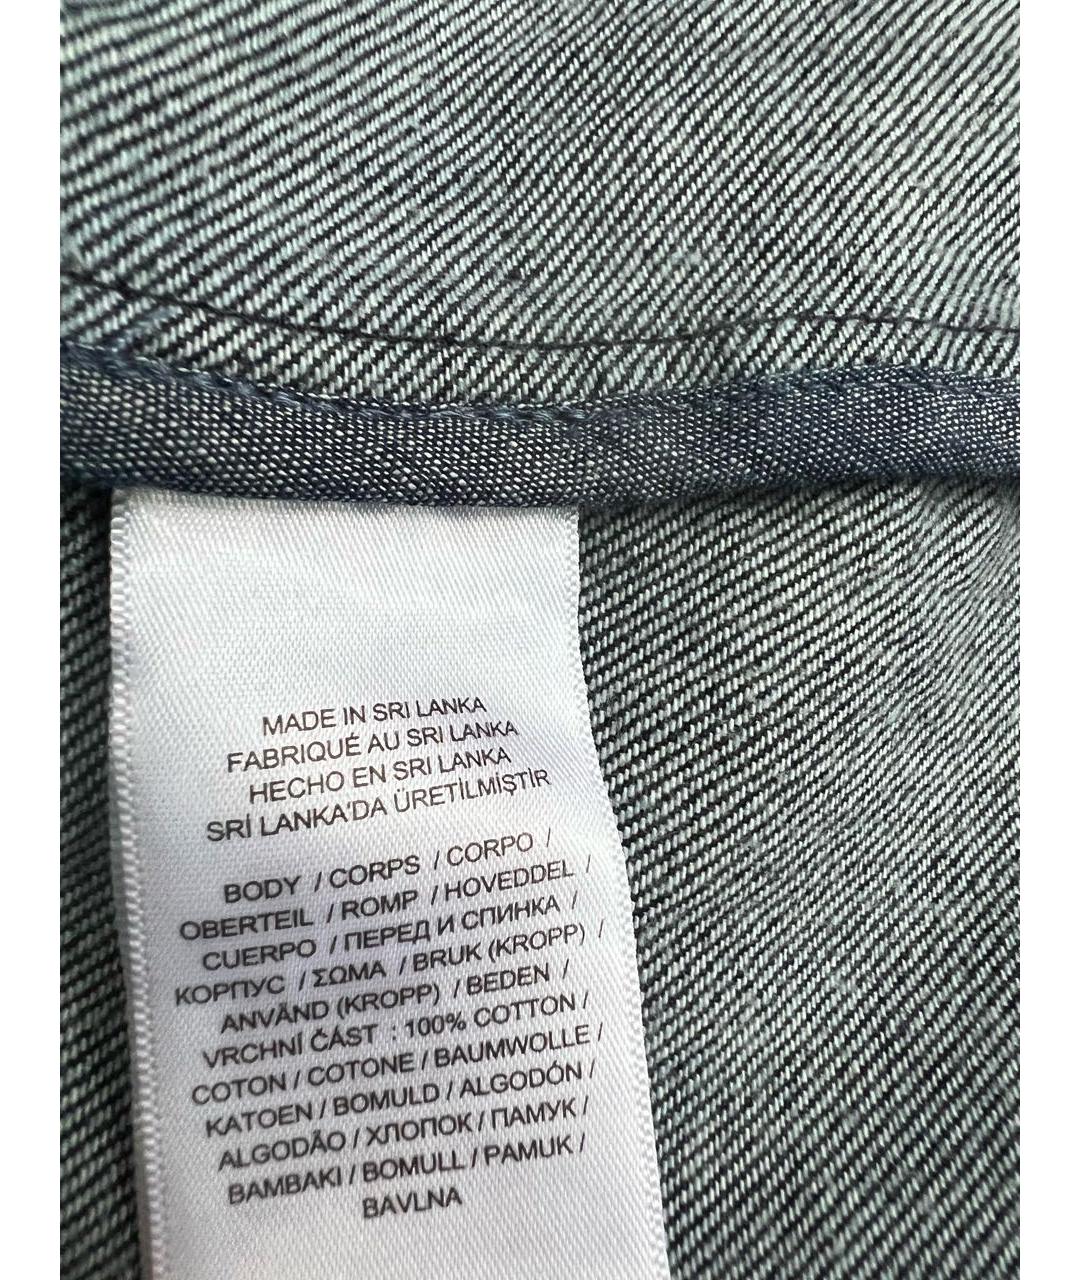 MADE IN SRI LANKA
FABRIQUÉ AU SRI LANKA
HECHO EN SRI LANKA
SRİ LANKA'DA ÜRETİLMİŞTİR
BODY / CORPS / CORPO /
OBERTEIL / ROMP / HOVEDDEL /
CUERPO / ПЕРЕД И СПИНКА /
КОРПУС / ΣΩΜΑ / BRUK (KROPP) /
ANVÄND (KROPP) / BEDEN /
VRCHNÍ ČÁST : 100% COTTON /
COTON / COTONE / BAUMWOLLE /
KATOEN / BOMULD / ALGODÓN /
ALGODÃO / ХЛОПОК / ПАМУК /
BAMBAKI / BOMULL / PAMUK /
BAVLNA